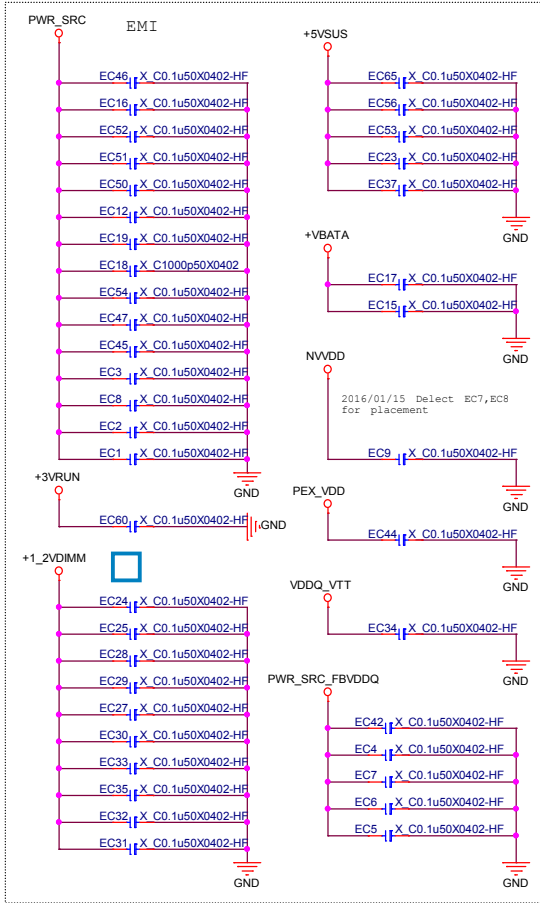 PWR_SRC
EMI
EC46 X_C0.1u50X0402-HF
EC16 X_C0.1u50X0402-HF
EC52 X_C0.1u50X0402-HF
EC51 X_C0.1u50X0402-HF
EC50 X_C0.1u50X0402-HF
EC12 X_C0.1u50X0402-HF
EC19 X_C0.1u50X0402-HF
EC18 X_C1000p50X0402
EC54 X_C0.1u50X0402-HF
EC47 X_C0.1u50X0402-HF
EC45 X_C0.1u50X0402-HF
EC3 X_C0.1u50X0402-HF
EC8 X_C0.1u50X0402-HF
EC2 X_C0.1u50X0402-HF
EC1 X_C0.1u50X0402-HF
GND
+3VRUN
EC60 X_C0.1u50X0402-HF
GND
+1_2VDIMM
EC24 X_C0.1u50X0402-HF
EC25 X_C0.1u50X0402-HF
EC28 X_C0.1u50X0402-HF
EC29 X_C0.1u50X0402-HF
EC27 X_C0.1u50X0402-HF
EC30 X_C0.1u50X0402-HF
EC33 X_C0.1u50X0402-HF
EC35 X_C0.1u50X0402-HF
EC32 X_C0.1u50X0402-HF
EC31 X_C0.1u50X0402-HF
GND
+5VSUS
EC65 X_C0.1u50X0402-HF
EC56 X_C0.1u50X0402-HF
EC53 X_C0.1u50X0402-HF
EC23 X_C0.1u50X0402-HF
EC37 X_C0.1u50X0402-HF
GND
+VBATA
EC17 X_C0.1u50X0402-HF
EC15 X_C0.1u50X0402-HF
GND
NVVDD
2016/01/15 Delect EC7,EC8
for placement
EC9 X_C0.1u50X0402-HF
GND
PEX_VDD
EC44 X_C0.1u50X0402-HF
GND
VDDQ_VTT
EC34 X_C0.1u50X0402-HF
GND
PWR_SRC_FBVDDQ
EC42 X_C0.1u50X0402-HF
EC4 X_C0.1u50X0402-HF
EC7 X_C0.1u50X0402-HF
EC6 X_C0.1u50X0402-HF
EC5 X_C0.1u50X0402-HF
GND